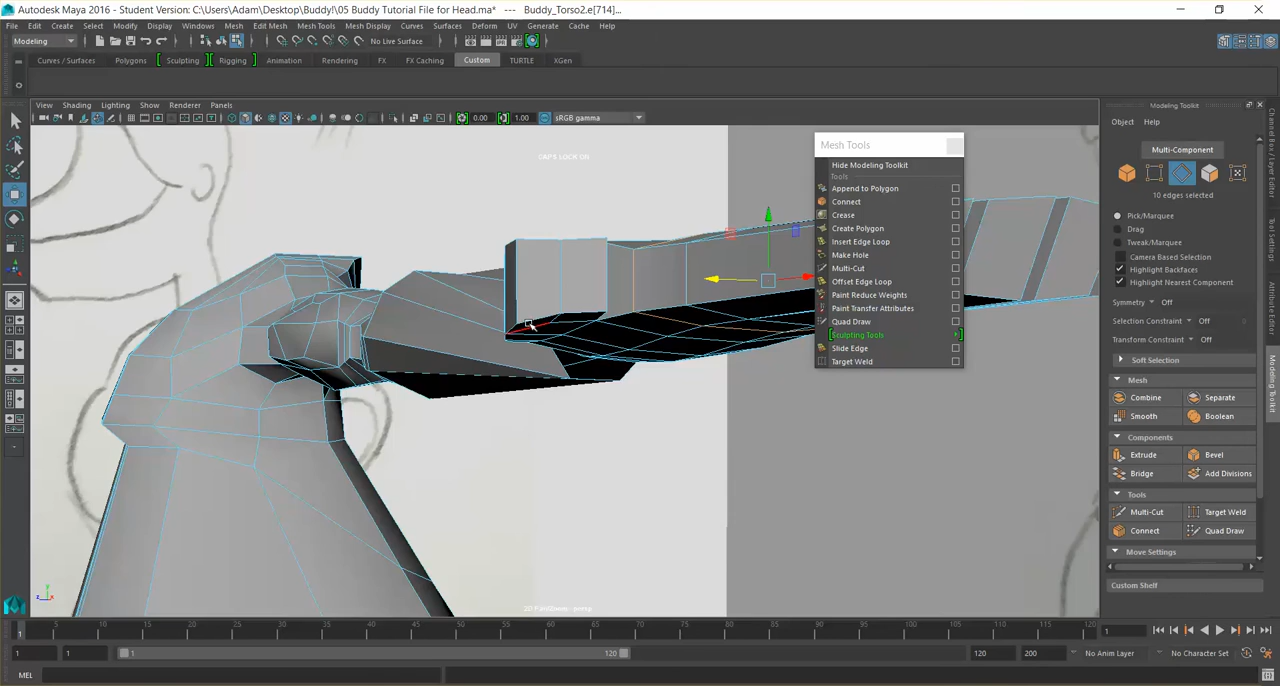 Autodesk Maya 2016 - Student Version: C:\Users\Adam\Desktop\Buddy!\05 Buddy Tutorial File for Head.ma*   ---   Buddy_Torso2.e[714]...
File Edit Create Select Modify Display Windows Mesh Edit Mesh Mesh Tools Mesh Display Curves Surfaces Deform UV Generate Cache Help
Modeling
No Live Surface
Curves / Surfaces Polygons Sculpting Rigging Animation Rendering FX FX Caching Custom TURTLE XGen
View Shading Lighting Show Renderer Panels
0.00 1.00 sRGB gamma
CAPS LOCK ON
Mesh Tools
Hide Modeling Toolkit
Tools
Append to Polygon
Connect
Crease
Create Polygon
Insert Edge Loop
Make Hole
Multi-Cut
Offset Edge Loop
Paint Reduce Weights
Paint Transfer Attributes
Quad Draw
Sculpting Tools
Slide Edge
Target Weld
Modeling Toolkit
Object Help
Multi-Component
10 edges selected
Pick/Marquee
Drag
Tweak/Marquee
Camera Based Selection
Highlight Backfaces
Highlight Nearest Component
Symmetry Off
Selection Constraint Off
Transform Constraint Off
Soft Selection
Mesh
Combine Separate
Smooth Boolean
Components
Extrude Bevel
Bridge Add Divisions
Tools
Multi-Cut Target Weld
Connect Quad Draw
Move Settings
Custom Shelf
Channel Box / Layer Editor
Tool Settings
Attribute Editor
Modeling Toolkit
1 5 10 15 20 25 30 35 40 45 50 55 60 65 70 75 80 85 90 95 100 105 110 115 120
1
1 1 1 120 120 200 No Anim Layer No Character Set
MEL